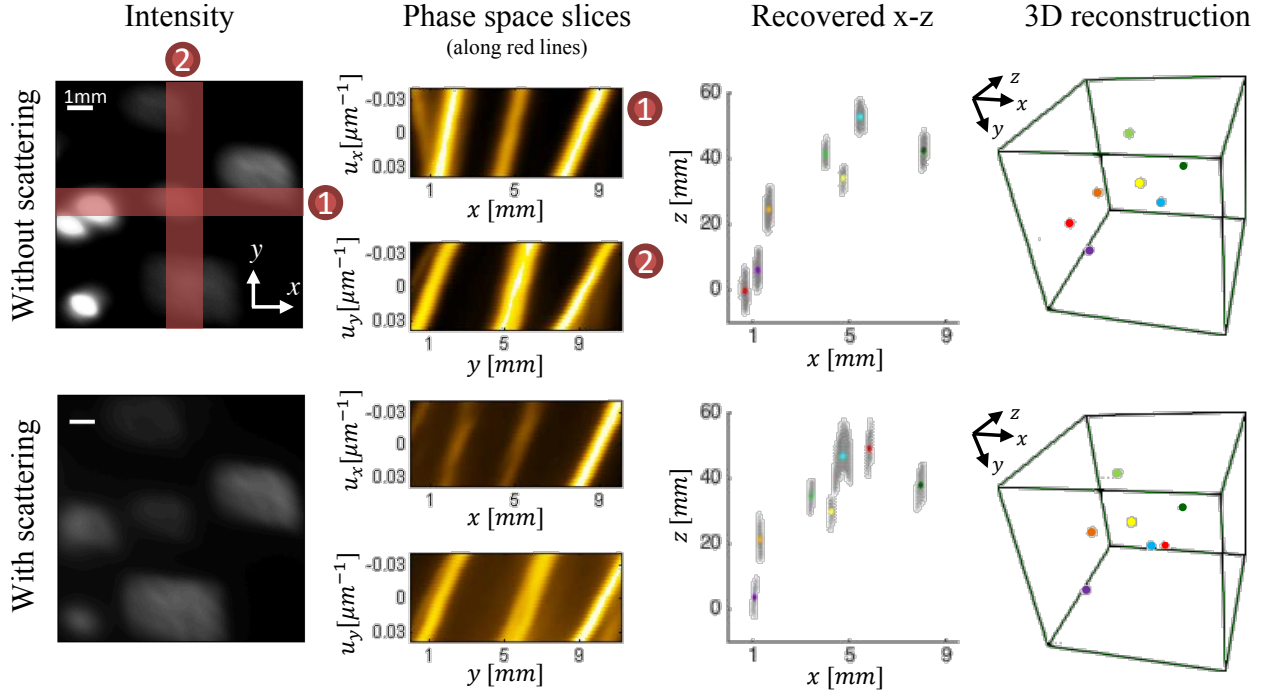 Intensity
Phase space slices
(along red lines)
Recovered x-z
3D reconstruction
Without scattering
2
1mm
1
y
x
u_x[μm⁻¹]
-0.03
0
0.03
1 5 9
x [mm]
1
u_y[μm⁻¹]
-0.03
0
0.03
1 5 9
y [mm]
2
z [mm]
60
40
20
0
1 5 9
x [mm]
z
x
y
With scattering
u_x[μm⁻¹]
-0.03
0
0.03
1 5 9
x [mm]
u_y[μm⁻¹]
-0.03
0
0.03
1 5 9
y [mm]
z [mm]
60
40
20
0
1 5 9
x [mm]
z
x
y